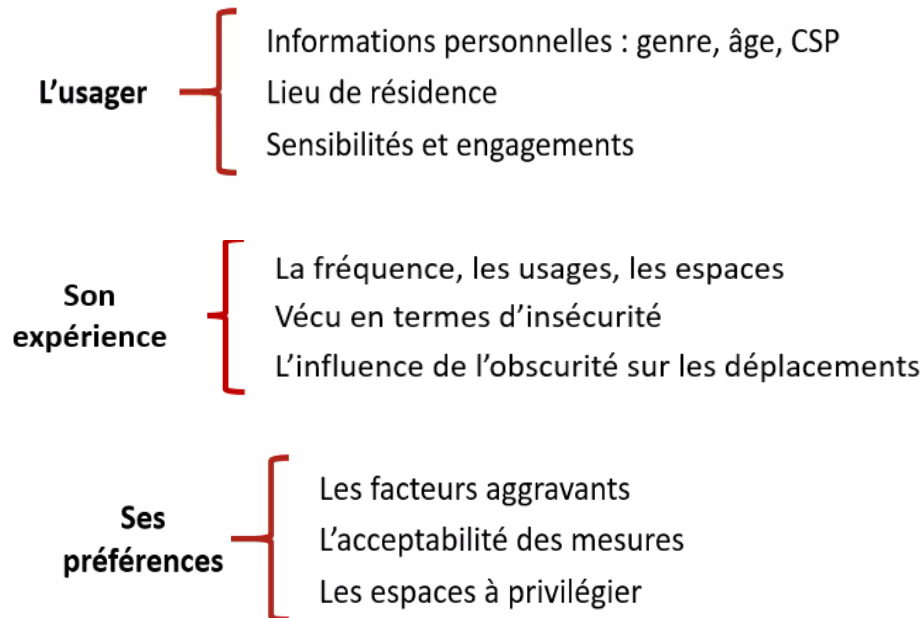 L'usager
Informations personnelles : genre, âge, CSP
Lieu de résidence
Sensibilités et engagements
Son
expérience
La fréquence, les usages, les espaces
Vécu en termes d'insécurité
L'influence de l'obscurité sur les déplacements
Ses
préférences
Les facteurs aggravants
L'acceptabilité des mesures
Les espaces à privilégier